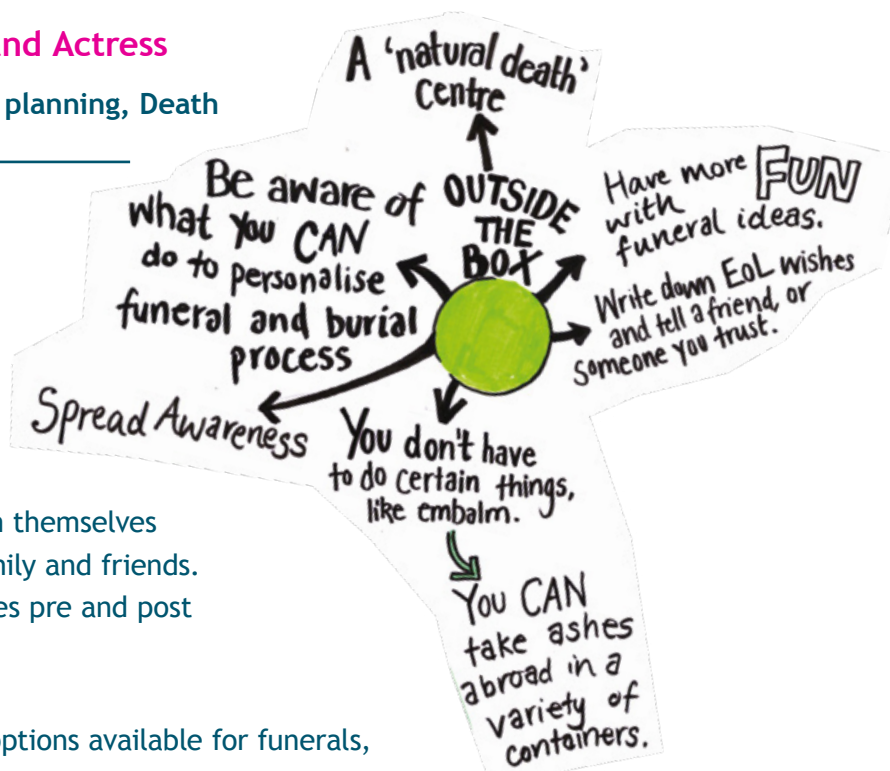 nd Actress
planning, Death
A ‘natural death’
Centre
Be aware of
what YOU CAN
do to personalise
funeral and burial
process
OUTSIDE
THE
BOX
Have more FUN
with
funeral ideas.
Write down EoL wishes
and tell a friend, or
someone you trust.
Spread Awareness
You don't have
to do certain things,
like embalm.
You CAN
take ashes
abroad in a
variety of
containers.
themselves
ily and friends.
es pre and post
options available for funerals,